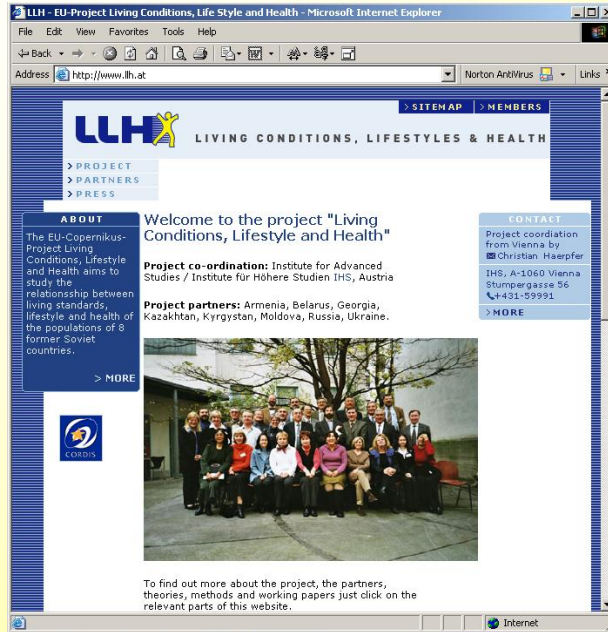 LLH - EU-Project Living Conditions, Life Style and Health - Microsoft Internet Explorer
File Edit View Favorites Tools Help
Back
Address http://www.llh.at Norton AntiVirus Links
>SITEMAP >MEMBERS
LLH LIVING CONDITIONS, LIFESTYLES & HEALTH
>PROJECT
>PARTNERS
>PRESS
ABOUT
The EU-Copernikus-
Project Living
Conditions, Lifestyle
and Health aims to
study the
relationship between
living standards,
lifestyle and health of
the populations of 8
former Soviet
countries.
> MORE
CORDIS
Welcome to the project "Living
Conditions, Lifestyle and Health"
Project co-ordination: Institute for Advanced
Studies / Institute für Höhere Studien IHS, Austria
Project partners: Armenia, Belarus, Georgia,
Kazakhtan, Kyrgystan, Moldova, Russia, Ukraine.
To find out more about the project, the partners,
theories, methods and working papers just click on the
relevant parts of this website.
CONTACT
Project coordiation
from Vienna by
Christian Haerpfer
IHS, A-1060 Vienna
Stumpergasse 56
+431-59991
>MORE
Internet